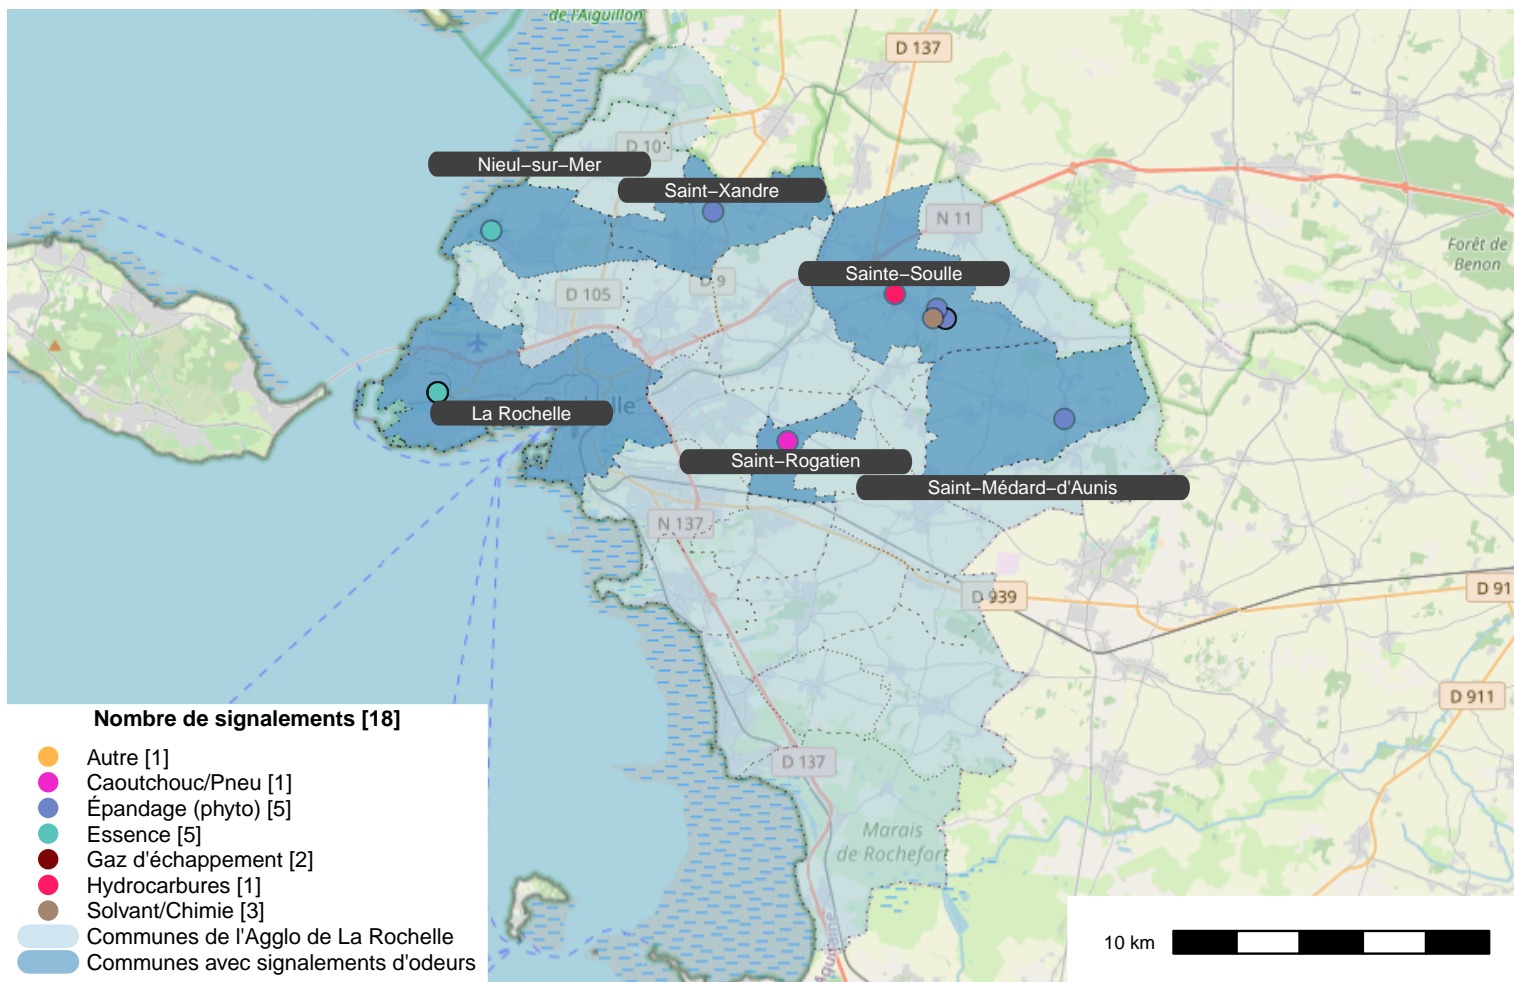 de l'Aiguillon
D 137
D 10
Nieul−sur−Mer
Saint−Xandre
N 11
Forêt de
Benon
Sainte−Soulle
D 9
D 105
La Rochelle
Saint−Rogatien
Saint−Médard−d'Aunis
N 137
D 939
D 91
D 911
D 137
Marais
de Rochefort
Aquitaine
Nombre de signalements [18]
Autre [1]
Caoutchouc/Pneu [1]
Épandage (phyto) [5]
Essence [5]
Gaz d'échappement [2]
Hydrocarbures [1]
Solvant/Chimie [3]
Communes de l'Agglo de La Rochelle
Communes avec signalements d'odeurs
10 km